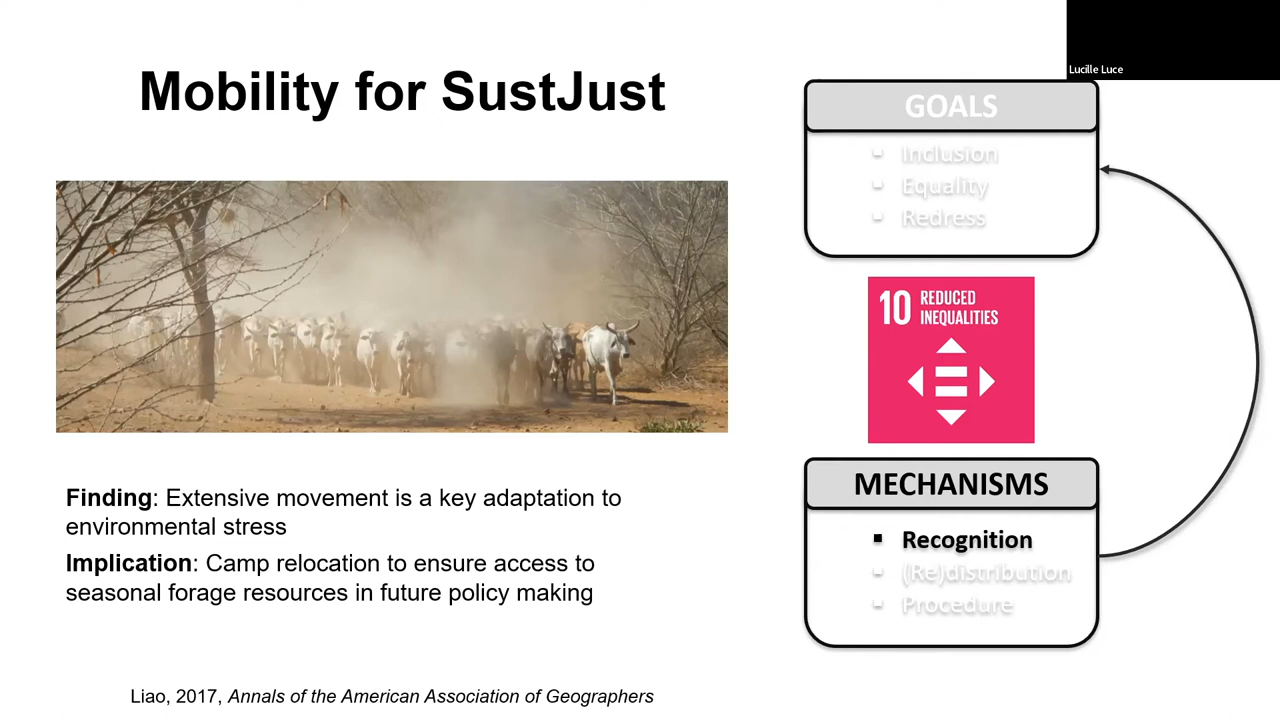 Lucille Luce
Mobility for SustJust
Finding: Extensive movement is a key adaptation to
environmental stress
Implication: Camp relocation to ensure access to
seasonal forage resources in future policy making
Liao, 2017, Annals of the American Association of Geographers
GOALS
▪ Inclusion
▪ Equality
▪ Redress
10 REDUCED
INEQUALITIES
MECHANISMS
▪ Recognition
▪ (Re)distribution
▪ Procedure